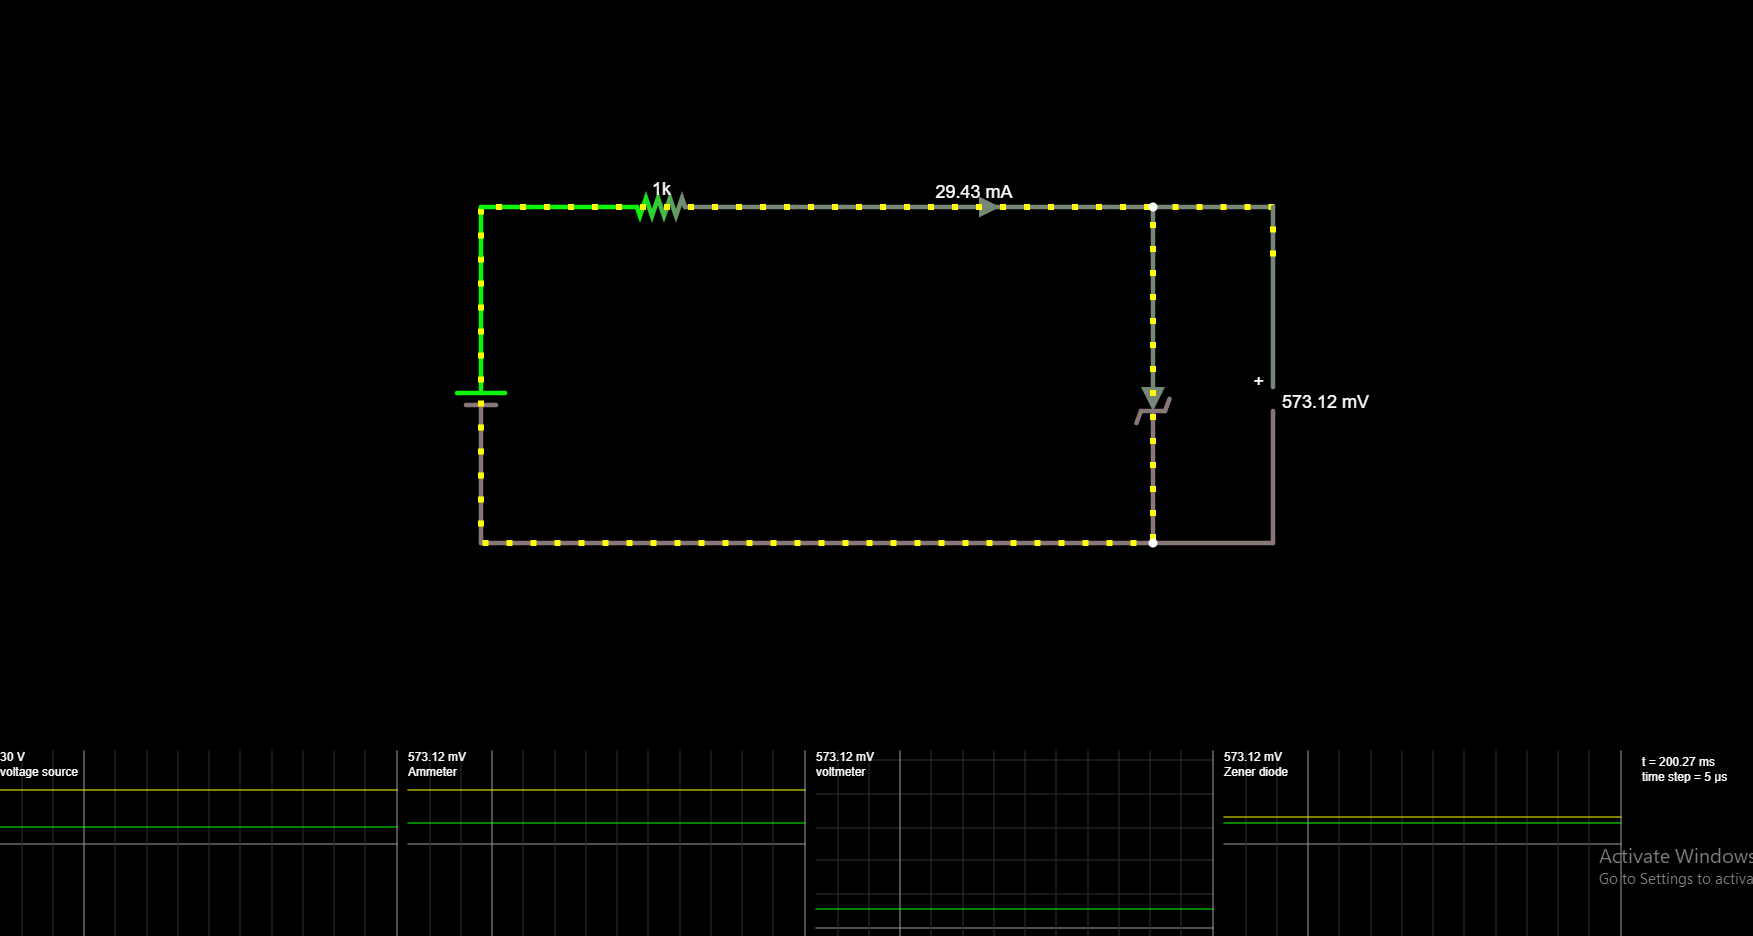 1k
29.43 mA
+
573.12 mV
30 V
voltage source
573.12 mV
Ammeter
573.12 mV
voltmeter
573.12 mV
Zener diode
t = 200.27 ms
time step = 5 µs
Activate Windows
Go to Settings to activa